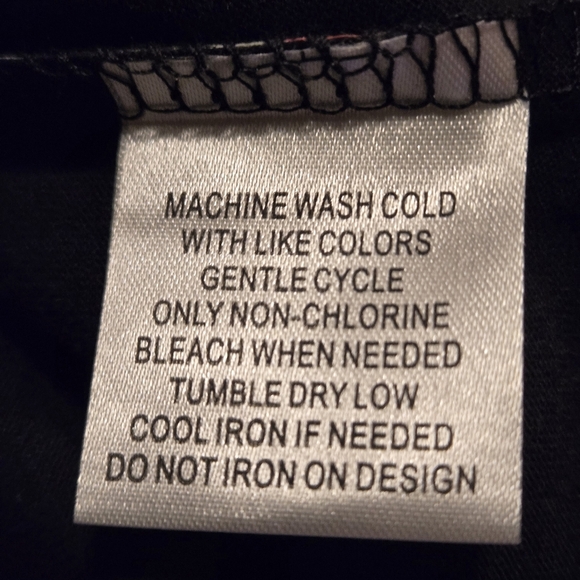 MACHINE WASH COLD
WITH LIKE COLORS
GENTLE CYCLE
ONLY NON-CHLORINE
BLEACH WHEN NEEDED
TUMBLE DRY LOW
COOL IRON IF NEEDED
DO NOT IRON ON DESIGN